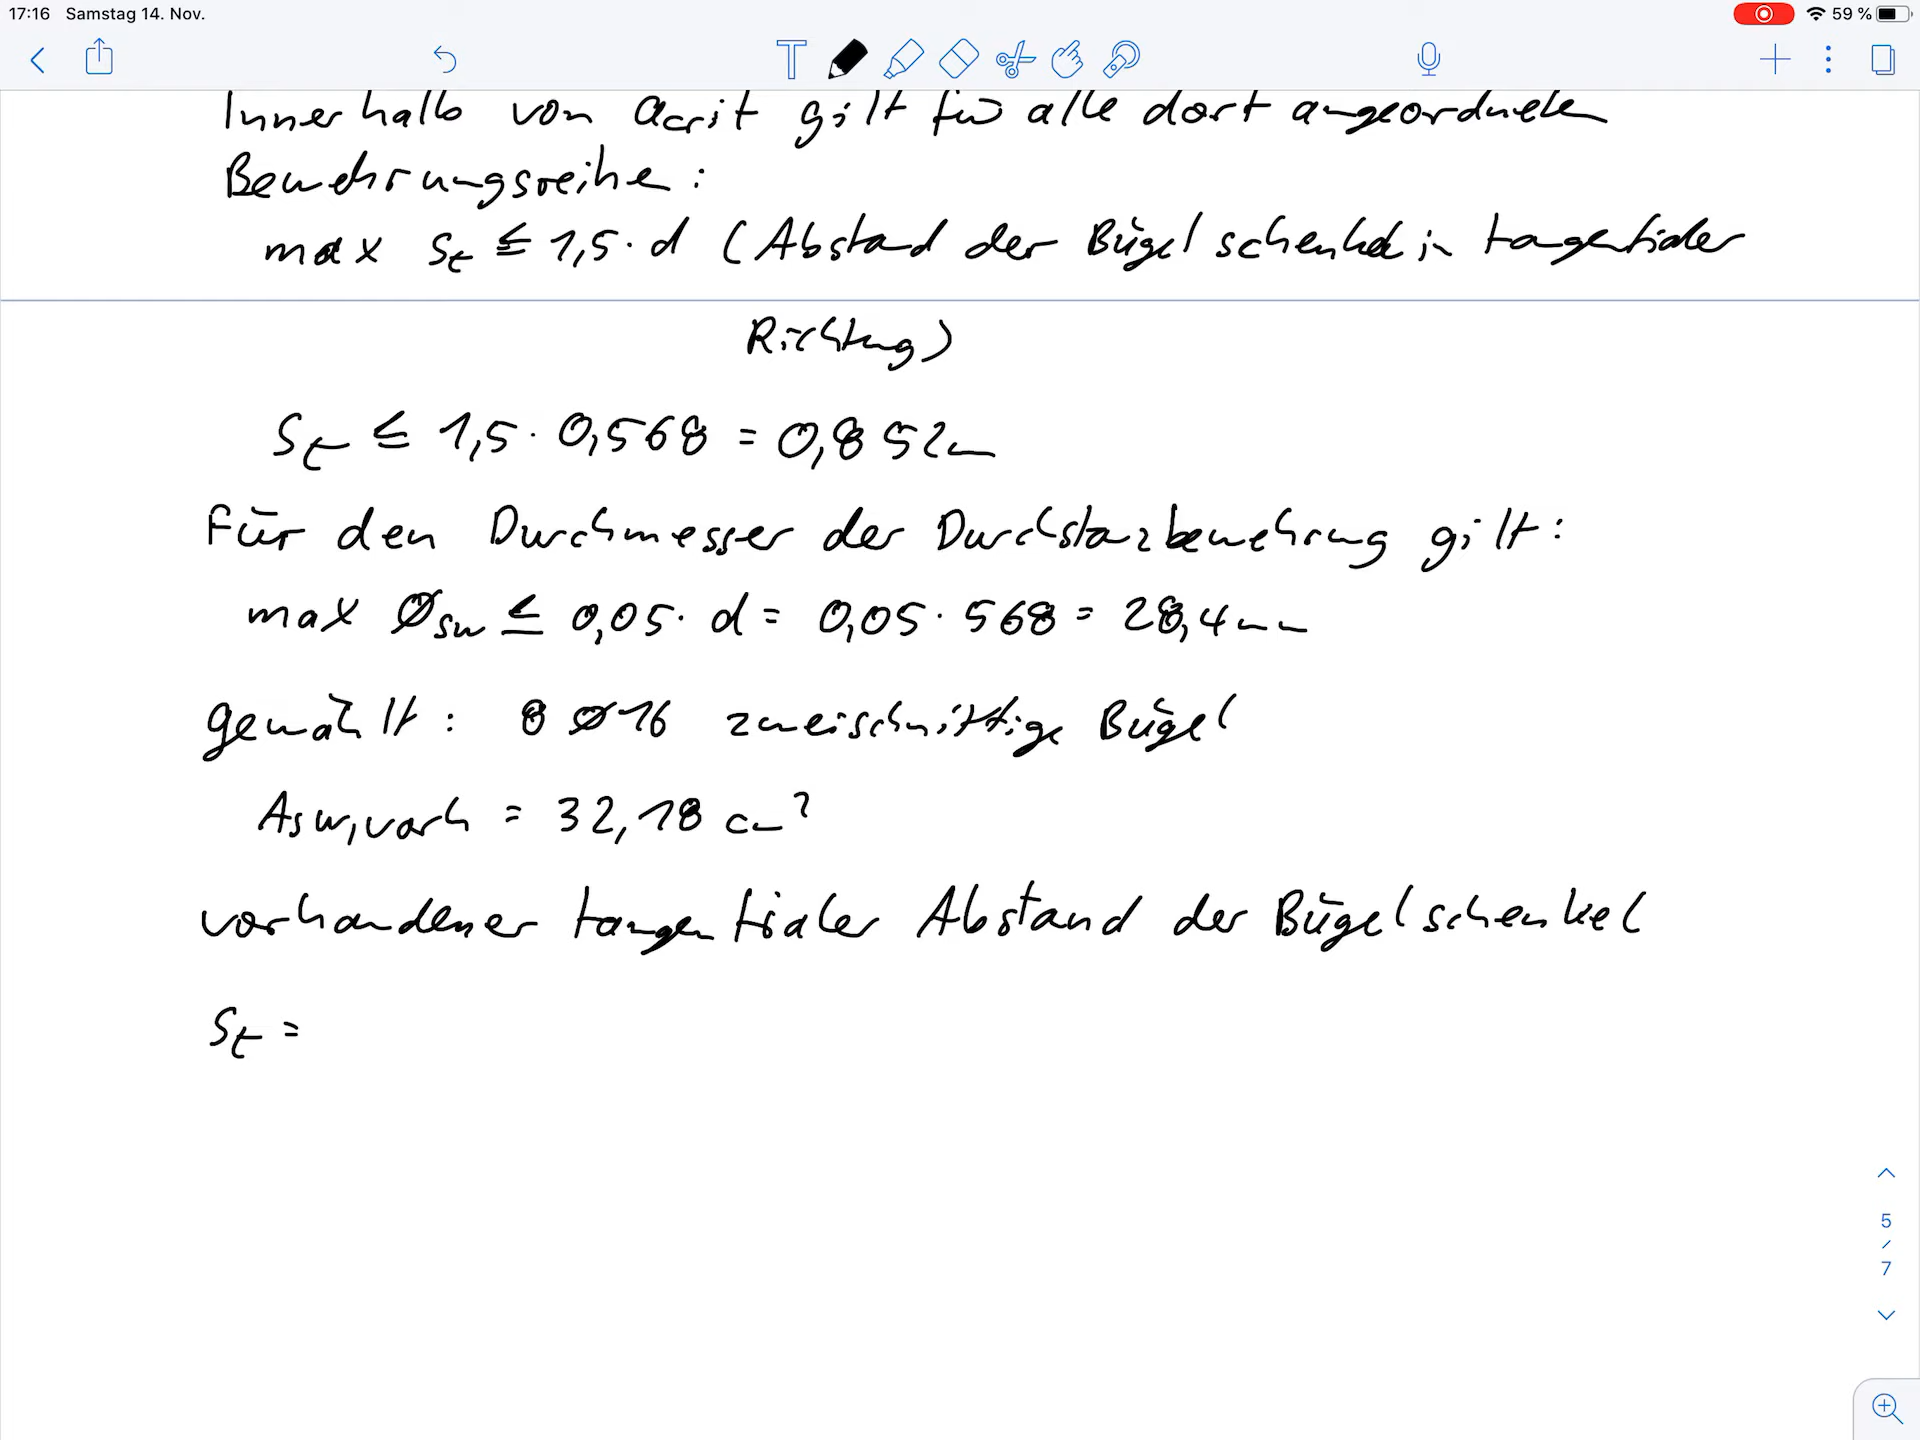 17:16 Samstag 14. Nov. 59 %
Innerhalb von acrit gilt für alle dort angeordneten
Bewehrungsreihe:
max st ≤ 1,5 · d (Abstand der Bügelschenkel in tangentialer
Richtung)
st ≤ 1,5 · 0,568 = 0,852m
Für den Durchmesser der Durchstanzbewehrung gilt:
max Øsw ≤ 0,05 · d = 0,05 · 568 = 28,4mm
gewählt: 8 Ø16 zweischnittige Bügel
Asw,vorh = 32,18 cm²
vorhandener tangentialer Abstand der Bügelschenkel
st =
5
/
7